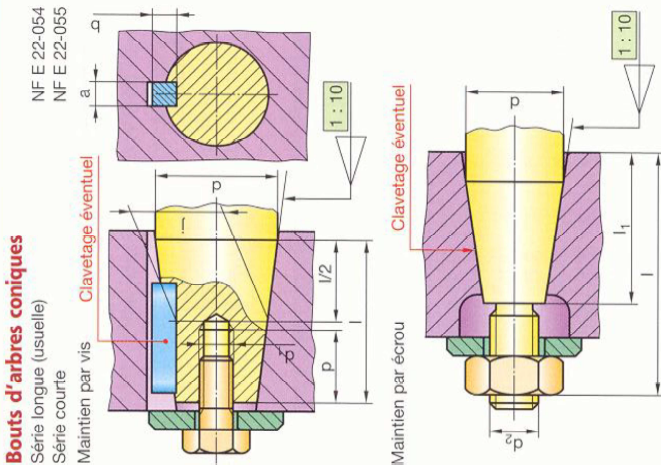 Bouts d'arbres coniques
Série longue (usuelle) NF E 22-054
Série courte NF E 22-055
Maintien par vis
Clavetage éventuel
a
b
d
j
1 : 10
l/2
p
l
d₁
Maintien par écrou
Clavetage éventuel
d
1 : 10
l₁
l
d₂